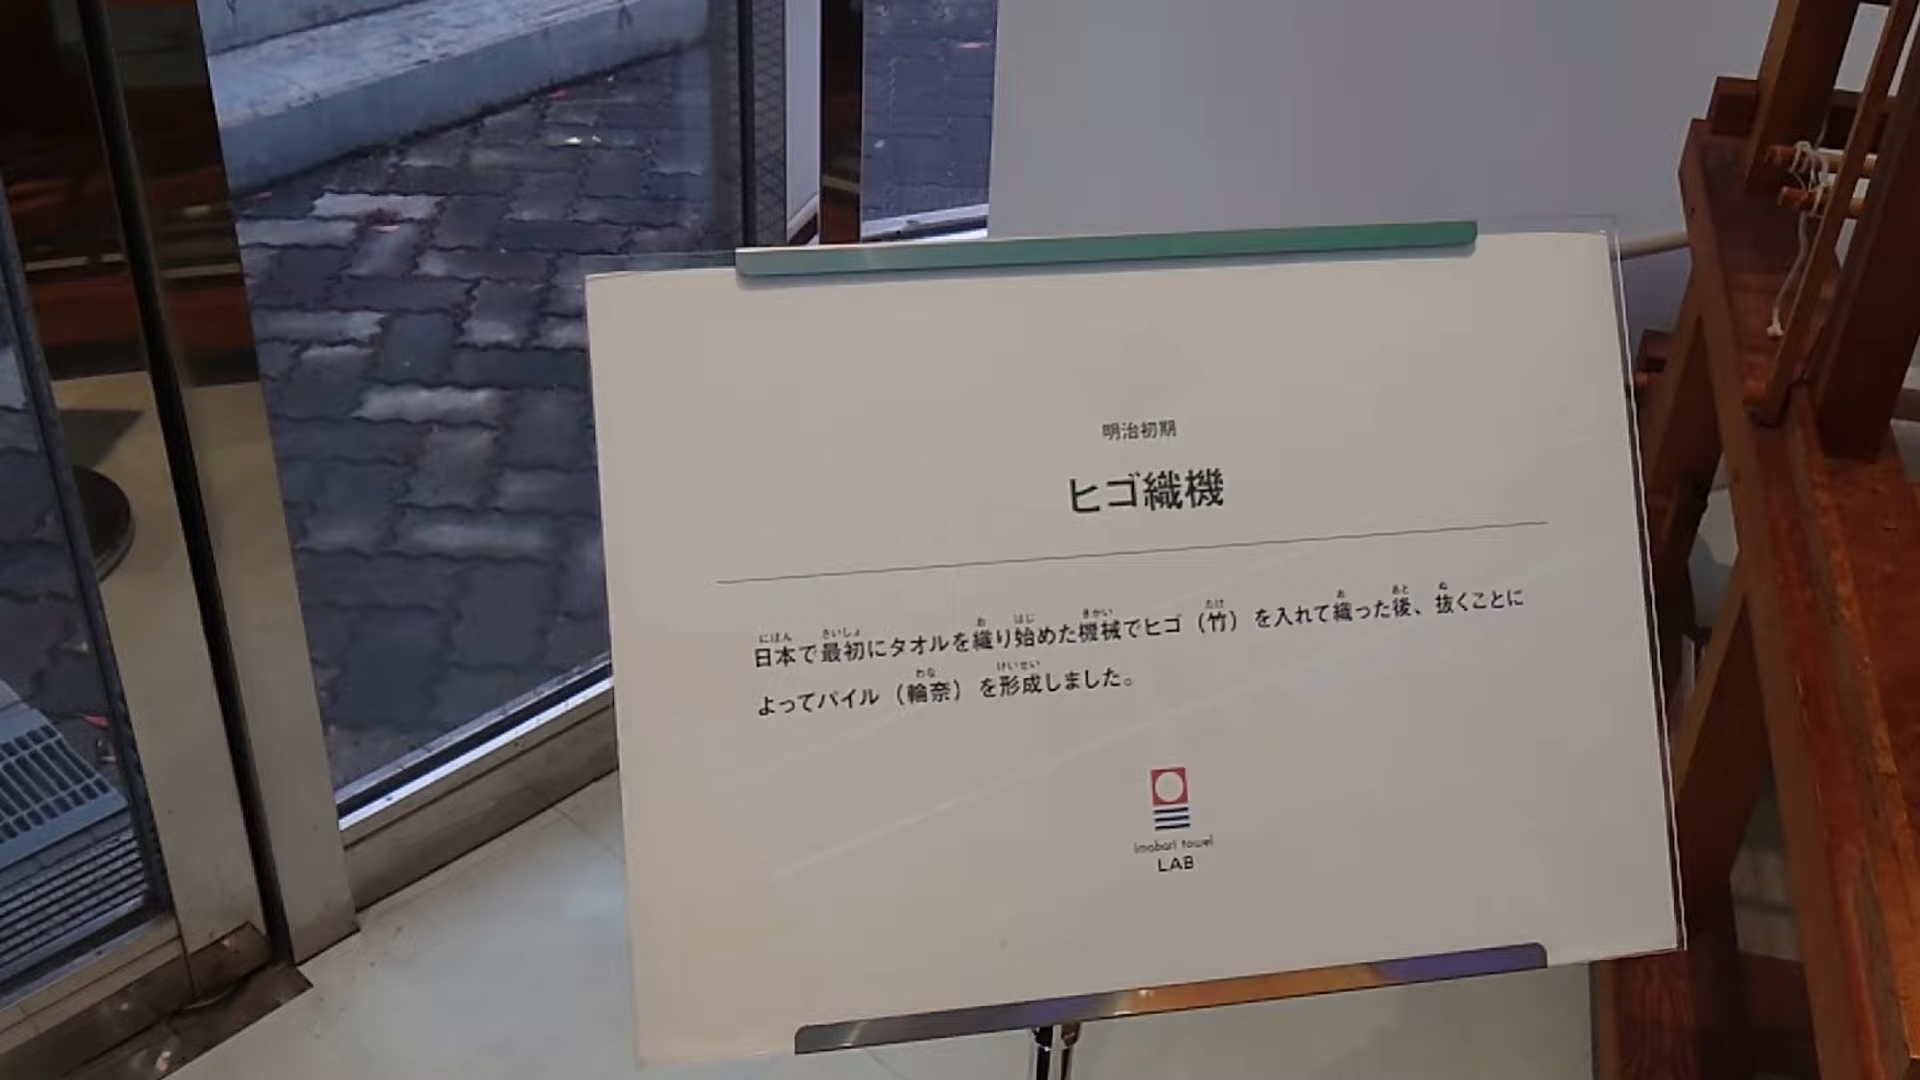 明治初期
ヒゴ織機
日本で最初にタオルを織り始めた機械でヒゴ（竹）を入れて織った後、抜くことに
よってパイル（輪奈）を形成しました。
imabari towel
LAB